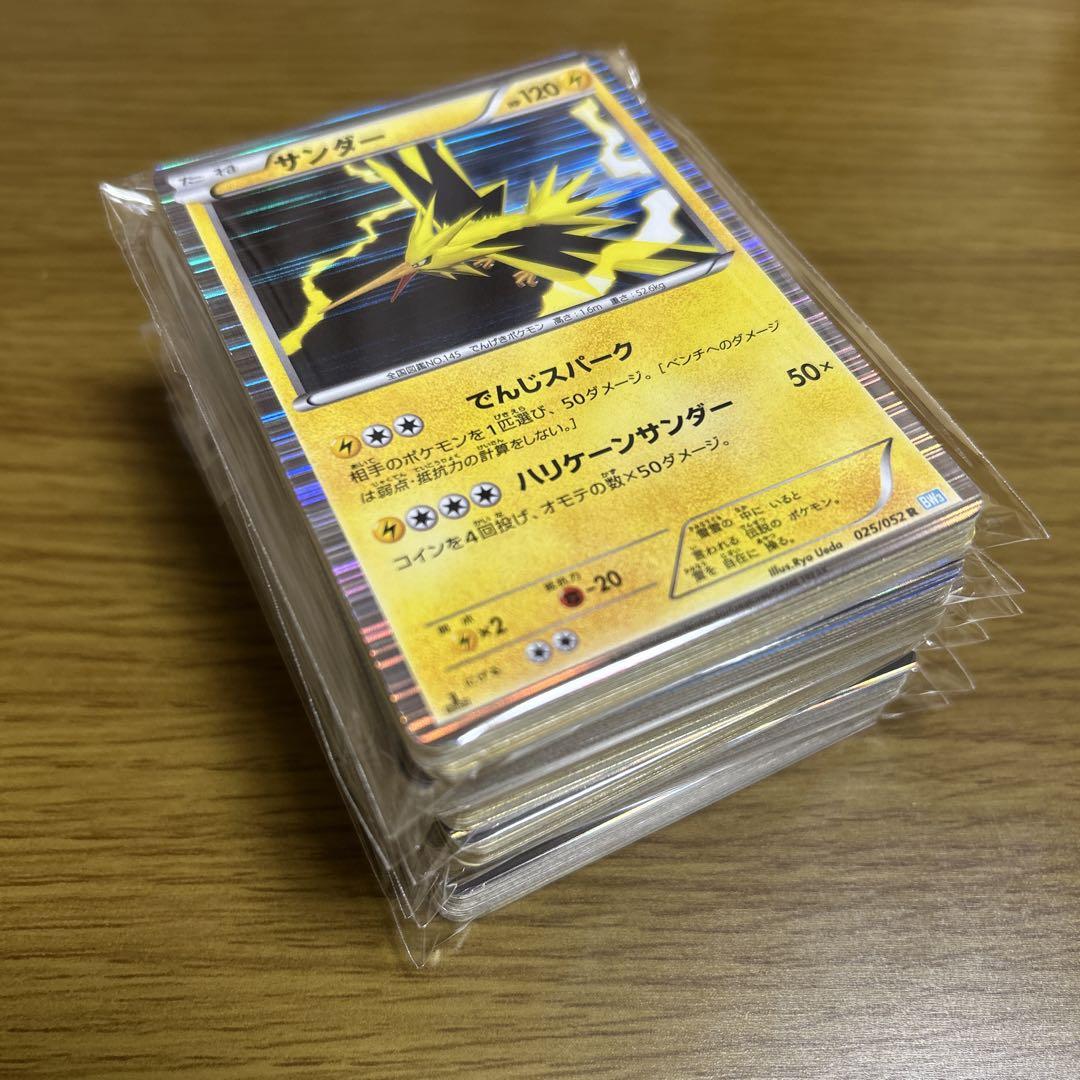 たね サンダー HP120
全国図鑑NO.145 でんげきポケモン 高さ:1.6m 重さ:52.6kg
でんじスパーク
相手のポケモンを1匹選び、50ダメージ。[ベンチへのダメージ
は弱点・抵抗力の計算をしない。]
ハリケーンサンダー 50×
コインを4回投げ、オモテの数×50ダメージ。
弱点 ×2
抵抗力 -20
にげる
雷雲の 中に いると
言われる 伝説の ポケモン。
雷を 自在に 操る。
illus.Ryo Ueda
025/052 R BW3